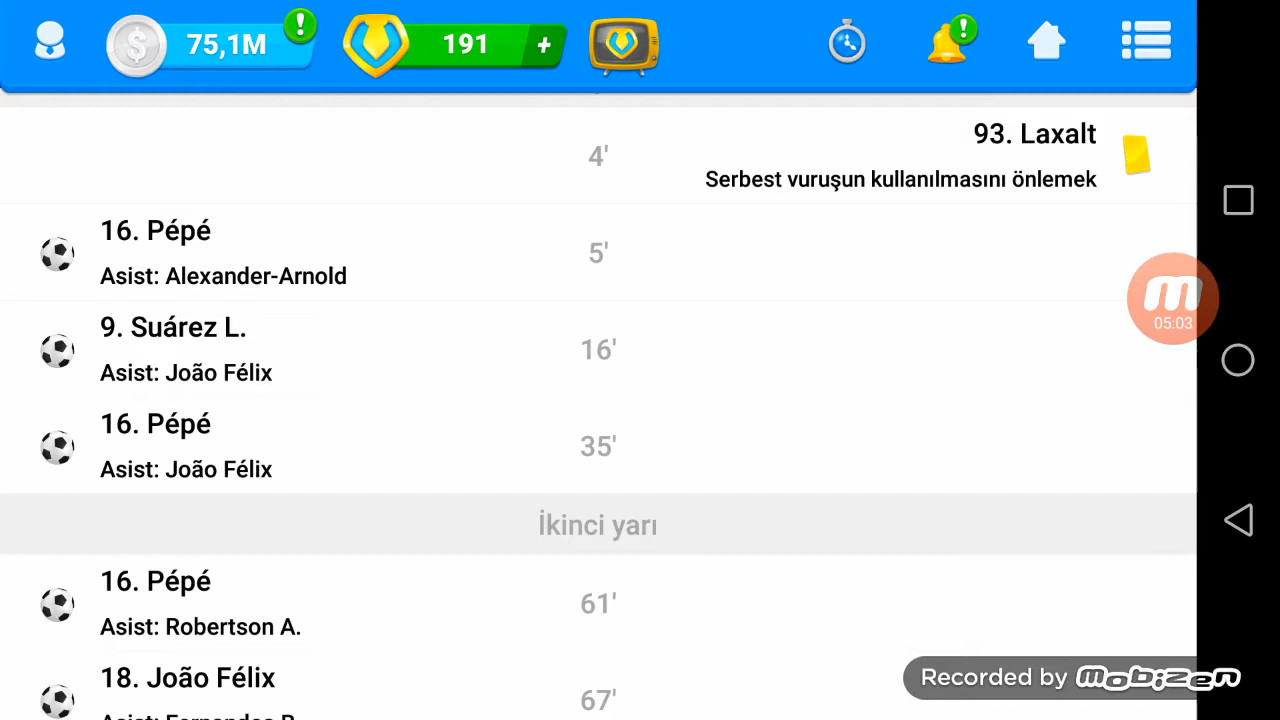 75,1M
191
+
93. Laxalt
4'
Serbest vuruşun kullanılmasını önlemek
16. Pépé
5'
Asist: Alexander-Arnold
9. Suárez L.
16'
Asist: João Félix
16. Pépé
35'
Asist: João Félix
İkinci yarı
16. Pépé
61'
Asist: Robertson A.
18. João Félix
67'
Asist: Fernandes B.
05:03
Recorded by mobizen